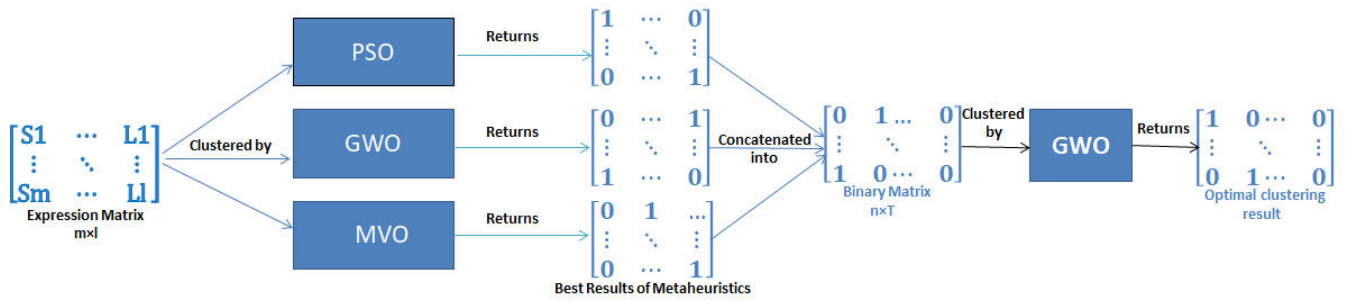 [S1 ⋯ L1
⋮ ⋱ ⋮
Sm ⋯ Ll]
Expression Matrix
m×l
Clustered by
PSO
GWO
MVO
Returns
[1 ⋯ 0
⋮ ⋱ ⋮
0 ⋯ 1]
Returns
[0 ⋯ 1
⋮ ⋱ ⋮
1 ⋯ 0]
Returns
[0 1 ...
⋮ ⋱ ⋮
0 ⋯ 1]
Best Results of Metaheuristics
Concatenated
into
[0 1 ... 0
⋮ ⋱ ⋮
1 0 ⋯ 0]
Binary Matrix
n×T
Clustered
by
GWO
Returns
[1 0 ⋯ 0
⋮ ⋱ ⋮
0 1 ⋯ 0]
Optimal clustering
result